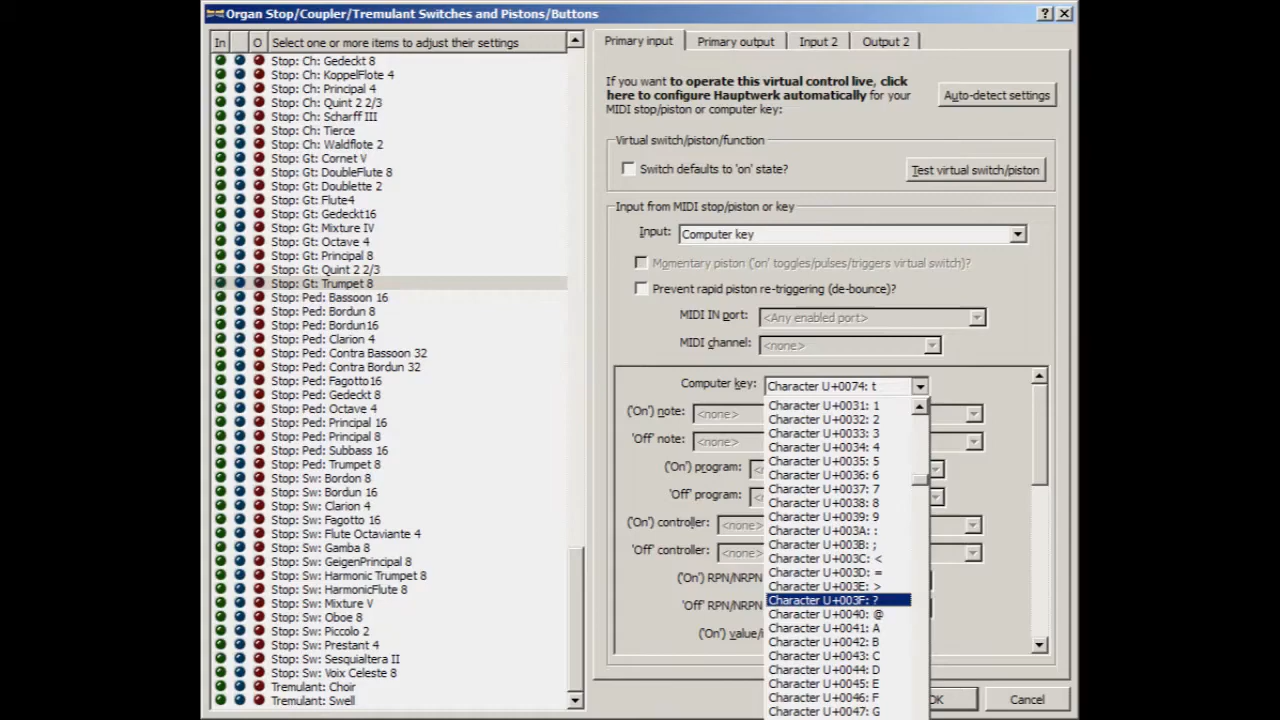 Organ Stop/Coupler/Tremulant Switches and Pistons/Buttons
In O Select one or more items to adjust their settings
Stop: Ch: Gedeckt 8
Stop: Ch: KoppelFlote 4
Stop: Ch: Principal 4
Stop: Ch: Quint 2 2/3
Stop: Ch: Scharff III
Stop: Ch: Tierce
Stop: Ch: Waldflote 2
Stop: Gt: Cornet V
Stop: Gt: DoubleFlute 8
Stop: Gt: Doublette 2
Stop: Gt: Flute4
Stop: Gt: Gedeckt16
Stop: Gt: Mixture IV
Stop: Gt: Octave 4
Stop: Gt: Principal 8
Stop: Gt: Quint 2 2/3
Stop: Gt: Trumpet 8
Stop: Ped: Bassoon 16
Stop: Ped: Bordun 8
Stop: Ped: Bordun16
Stop: Ped: Clarion 4
Stop: Ped: Contra Bassoon 32
Stop: Ped: Contra Bordun 32
Stop: Ped: Fagotto16
Stop: Ped: Gedeckt 8
Stop: Ped: Octave 4
Stop: Ped: Principal 16
Stop: Ped: Principal 8
Stop: Ped: Subbass 16
Stop: Ped: Trumpet 8
Stop: Sw: Bordon 8
Stop: Sw: Bordun 16
Stop: Sw: Clarion 4
Stop: Sw: Fagotto 16
Stop: Sw: Flute Octaviante 4
Stop: Sw: Gamba 8
Stop: Sw: GeigenPrincipal 8
Stop: Sw: Harmonic Trumpet 8
Stop: Sw: HarmonicFlute 8
Stop: Sw: Mixture V
Stop: Sw: Oboe 8
Stop: Sw: Piccolo 2
Stop: Sw: Prestant 4
Stop: Sw: Sesquialtera II
Stop: Sw: Voix Celeste 8
Tremulant: Choir
Tremulant: Swell
Primary input Primary output Input 2 Output 2
If you want to operate this virtual control live, click
here to configure Hauptwerk automatically for your
MIDI stop/piston or computer key:
Auto-detect settings
Virtual switch/piston/function
Switch defaults to 'on' state?
Test virtual switch/piston
Input from MIDI stop/piston or key
Input: Computer key
Momentary piston ('on' toggles/pulses/triggers virtual switch)?
Prevent rapid piston re-triggering (de-bounce)?
MIDI IN port: <Any enabled port>
MIDI channel: <none>
Computer key: Character U+0074: t
('On') note: <none>
'Off' note: <none>
('On') program:
'Off' program:
('On') controller: <none>
'Off' controller: <none>
('On') RPN/NRPN
'Off' RPN/NRPN
('On') value/
Character U+0031: 1
Character U+0032: 2
Character U+0033: 3
Character U+0034: 4
Character U+0035: 5
Character U+0036: 6
Character U+0037: 7
Character U+0038: 8
Character U+0039: 9
Character U+003A: :
Character U+003B: ;
Character U+003C: <
Character U+003D: =
Character U+003E: >
Character U+003F: ?
Character U+0040: @
Character U+0041: A
Character U+0042: B
Character U+0043: C
Character U+0044: D
Character U+0045: E
Character U+0046: F
Character U+0047: G
OK
Cancel